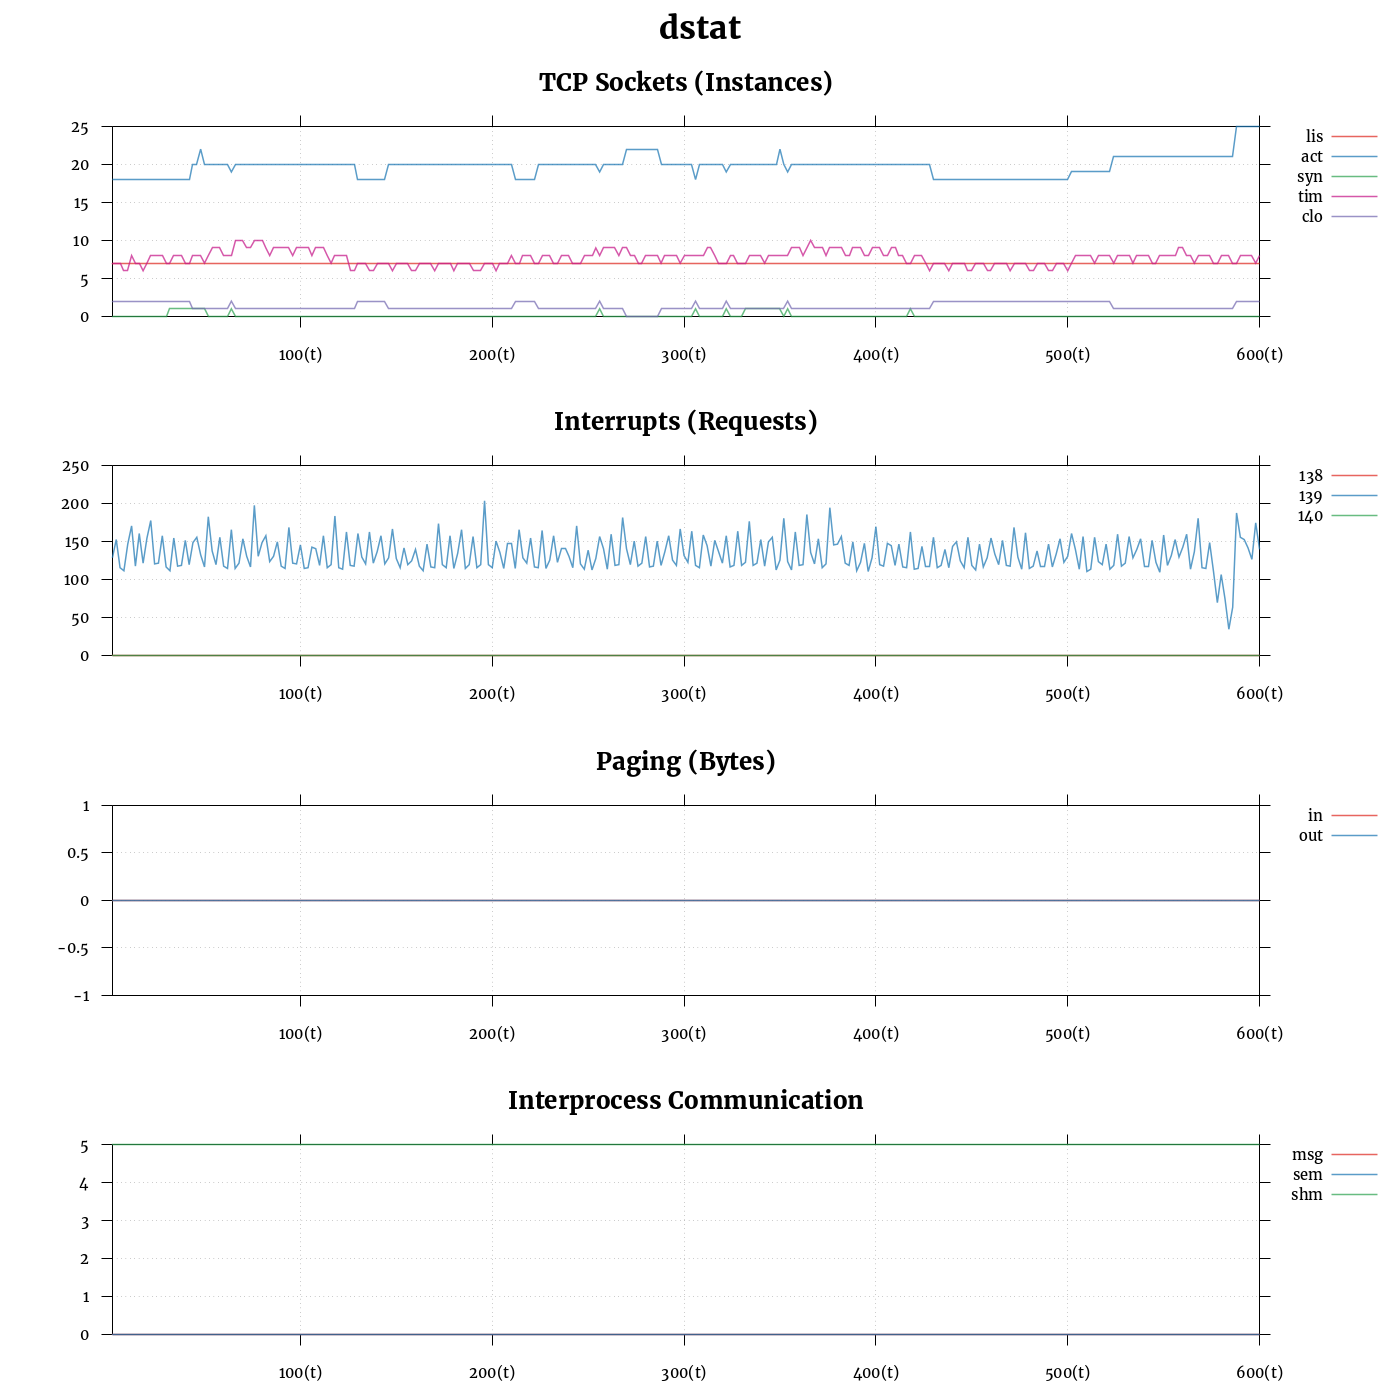 dstat
TCP Sockets (Instances)
25
20
15
10
5
0
100(t) 200(t) 300(t) 400(t) 500(t) 600(t)
lis
act
syn
tim
clo
Interrupts (Requests)
250
200
150
100
50
0
100(t) 200(t) 300(t) 400(t) 500(t) 600(t)
138
139
140
Paging (Bytes)
1
0.5
0
-0.5
-1
100(t) 200(t) 300(t) 400(t) 500(t) 600(t)
in
out
Interprocess Communication
5
4
3
2
1
0
100(t) 200(t) 300(t) 400(t) 500(t) 600(t)
msg
sem
shm